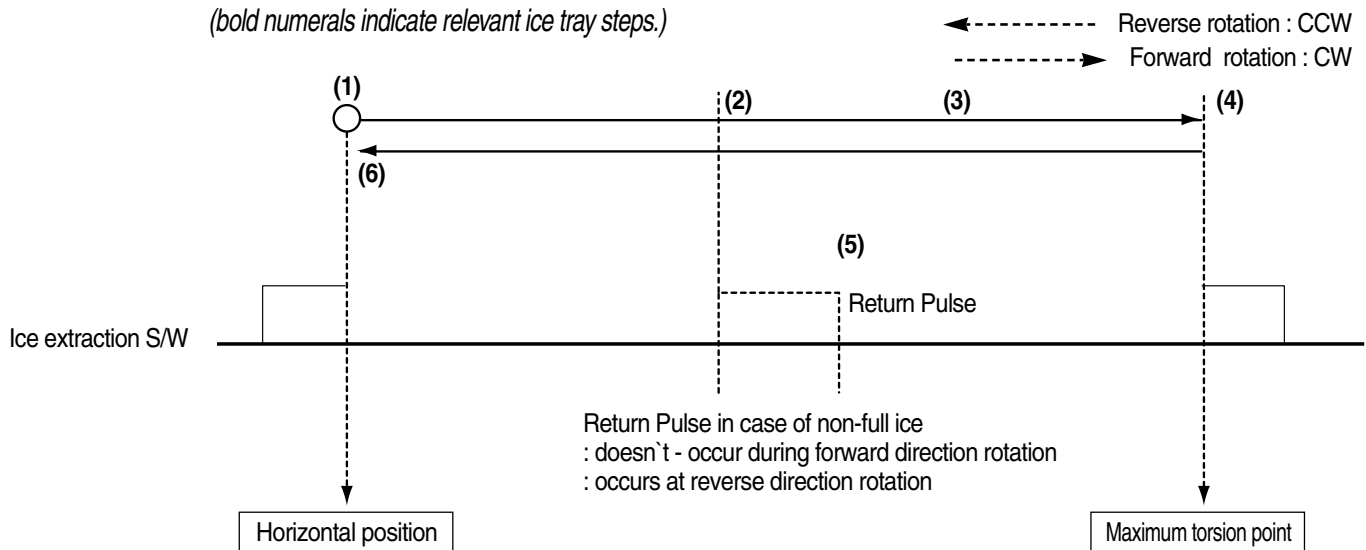 (bold numerals indicate relevant ice tray steps.)
Reverse rotation : CCW
Forward rotation : CW
(1)
(2)
(3)
(4)
(6)
(5)
Return Pulse
Ice extraction S/W
Return Pulse in case of non-full ice
: doesn`t - occur during forward direction rotation
: occurs at reverse direction rotation
Horizontal position
Maximum torsion point